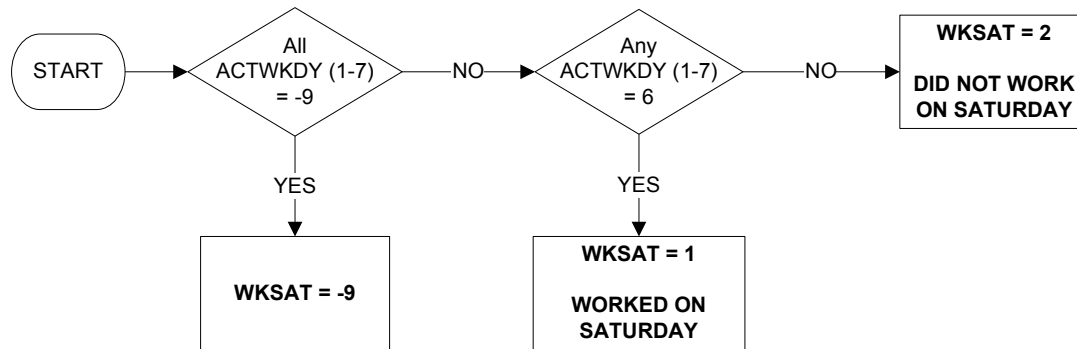 START
All
ACTWKDY (1-7)
= -9
NO
Any
ACTWKDY (1-7)
= 6
NO
WKSAT = 2
DID NOT WORK
ON SATURDAY
YES
YES
WKSAT = -9
WKSAT = 1
WORKED ON
SATURDAY